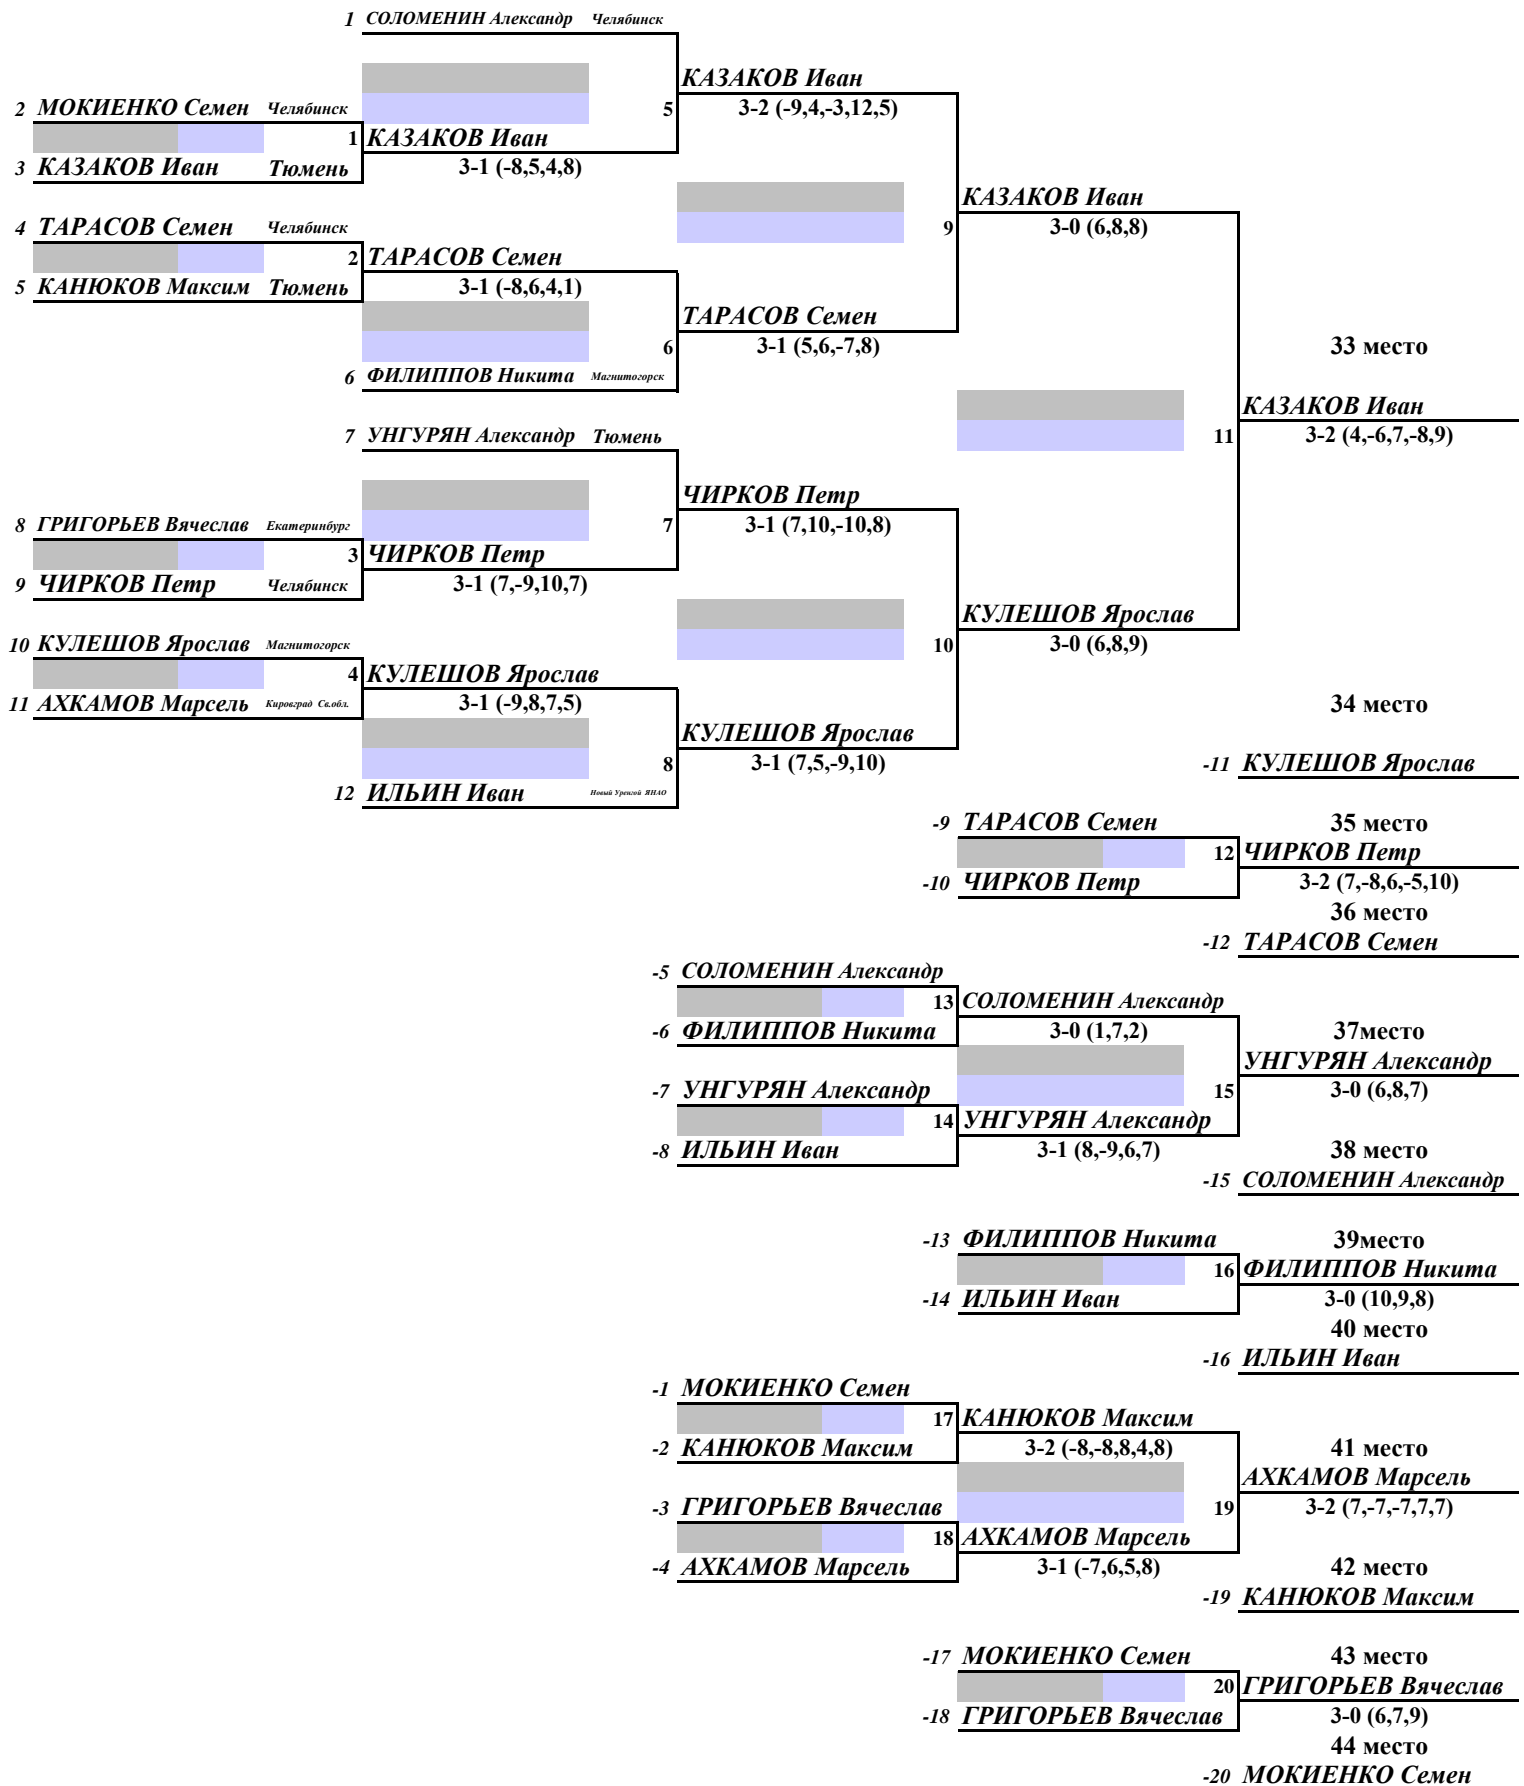 1 СОЛОМЕНИН Александр Челябинск
КАЗАКОВ Иван
2 МОКИЕНКО Семен Челябинск 5 3-2 (-9,4,-3,12,5)
1 КАЗАКОВ Иван
3 КАЗАКОВ Иван Тюмень 3-1 (-8,5,4,8)
КАЗАКОВ Иван
4 ТАРАСОВ Семен Челябинск 9 3-0 (6,8,8)
2 ТАРАСОВ Семен
5 КАНЮКОВ Максим Тюмень 3-1 (-8,6,4,1)
ТАРАСОВ Семен
6 3-1 (5,6,-7,8) 33 место
6 ФИЛИППОВ Никита Магнитогорск
КАЗАКОВ Иван
7 УНГУРЯН Александр Тюмень 11 3-2 (4,-6,7,-8,9)
ЧИРКОВ Петр
8 ГРИГОРЬЕВ Вячеслав Екатеринбург 7 3-1 (7,10,-10,8)
3 ЧИРКОВ Петр
9 ЧИРКОВ Петр Челябинск 3-1 (7,-9,10,7)
КУЛЕШОВ Ярослав
10 КУЛЕШОВ Ярослав Магнитогорск 10 3-0 (6,8,9)
4 КУЛЕШОВ Ярослав
11 АХКАМОВ Марсель Кировград Св.обл. 3-1 (-9,8,7,5) 34 место
КУЛЕШОВ Ярослав
8 3-1 (7,5,-9,10) -11 КУЛЕШОВ Ярослав
12 ИЛЬИН Иван Новый Уренгой ЯНАО
-9 ТАРАСОВ Семен 35 место
12 ЧИРКОВ Петр
-10 ЧИРКОВ Петр 3-2 (7,-8,6,-5,10)
36 место
-12 ТАРАСОВ Семен
-5 СОЛОМЕНИН Александр
13 СОЛОМЕНИН Александр
-6 ФИЛИППОВ Никита 3-0 (1,7,2) 37место
УНГУРЯН Александр
-7 УНГУРЯН Александр 15 3-0 (6,8,7)
14 УНГУРЯН Александр
-8 ИЛЬИН Иван 3-1 (8,-9,6,7) 38 место
-15 СОЛОМЕНИН Александр
-13 ФИЛИППОВ Никита 39место
16 ФИЛИППОВ Никита
-14 ИЛЬИН Иван 3-0 (10,9,8)
40 место
-16 ИЛЬИН Иван
-1 МОКИЕНКО Семен
17 КАНЮКОВ Максим
-2 КАНЮКОВ Максим 3-2 (-8,-8,8,4,8) 41 место
АХКАМОВ Марсель
-3 ГРИГОРЬЕВ Вячеслав 19 3-2 (7,-7,-7,7,7)
18 АХКАМОВ Марсель
-4 АХКАМОВ Марсель 3-1 (-7,6,5,8) 42 место
-19 КАНЮКОВ Максим
-17 МОКИЕНКО Семен 43 место
20 ГРИГОРЬЕВ Вячеслав
-18 ГРИГОРЬЕВ Вячеслав 3-0 (6,7,9)
44 место
-20 МОКИЕНКО Семен